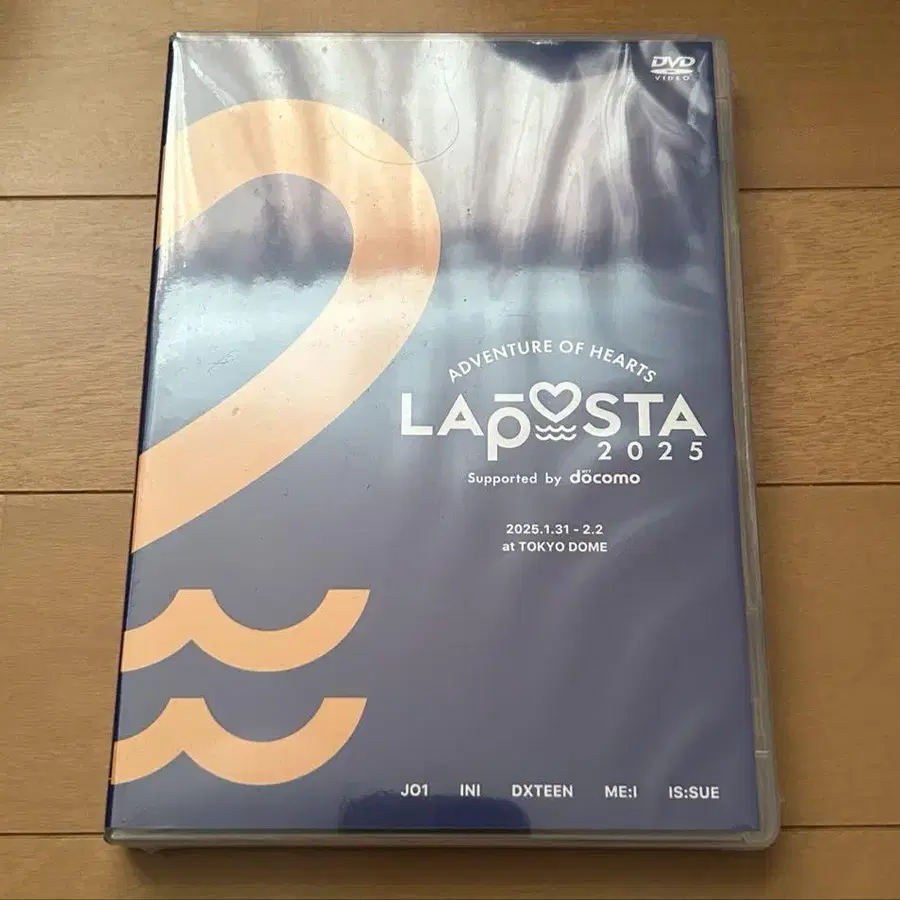 DVD
VIDEO
ADVENTURE OF HEARTS
LAPOSTA
2025
Supported by döcomo
2025.1.31 - 2.2
at TOKYO DOME
JO1 INI DXTEEN ME:I IS:SUE